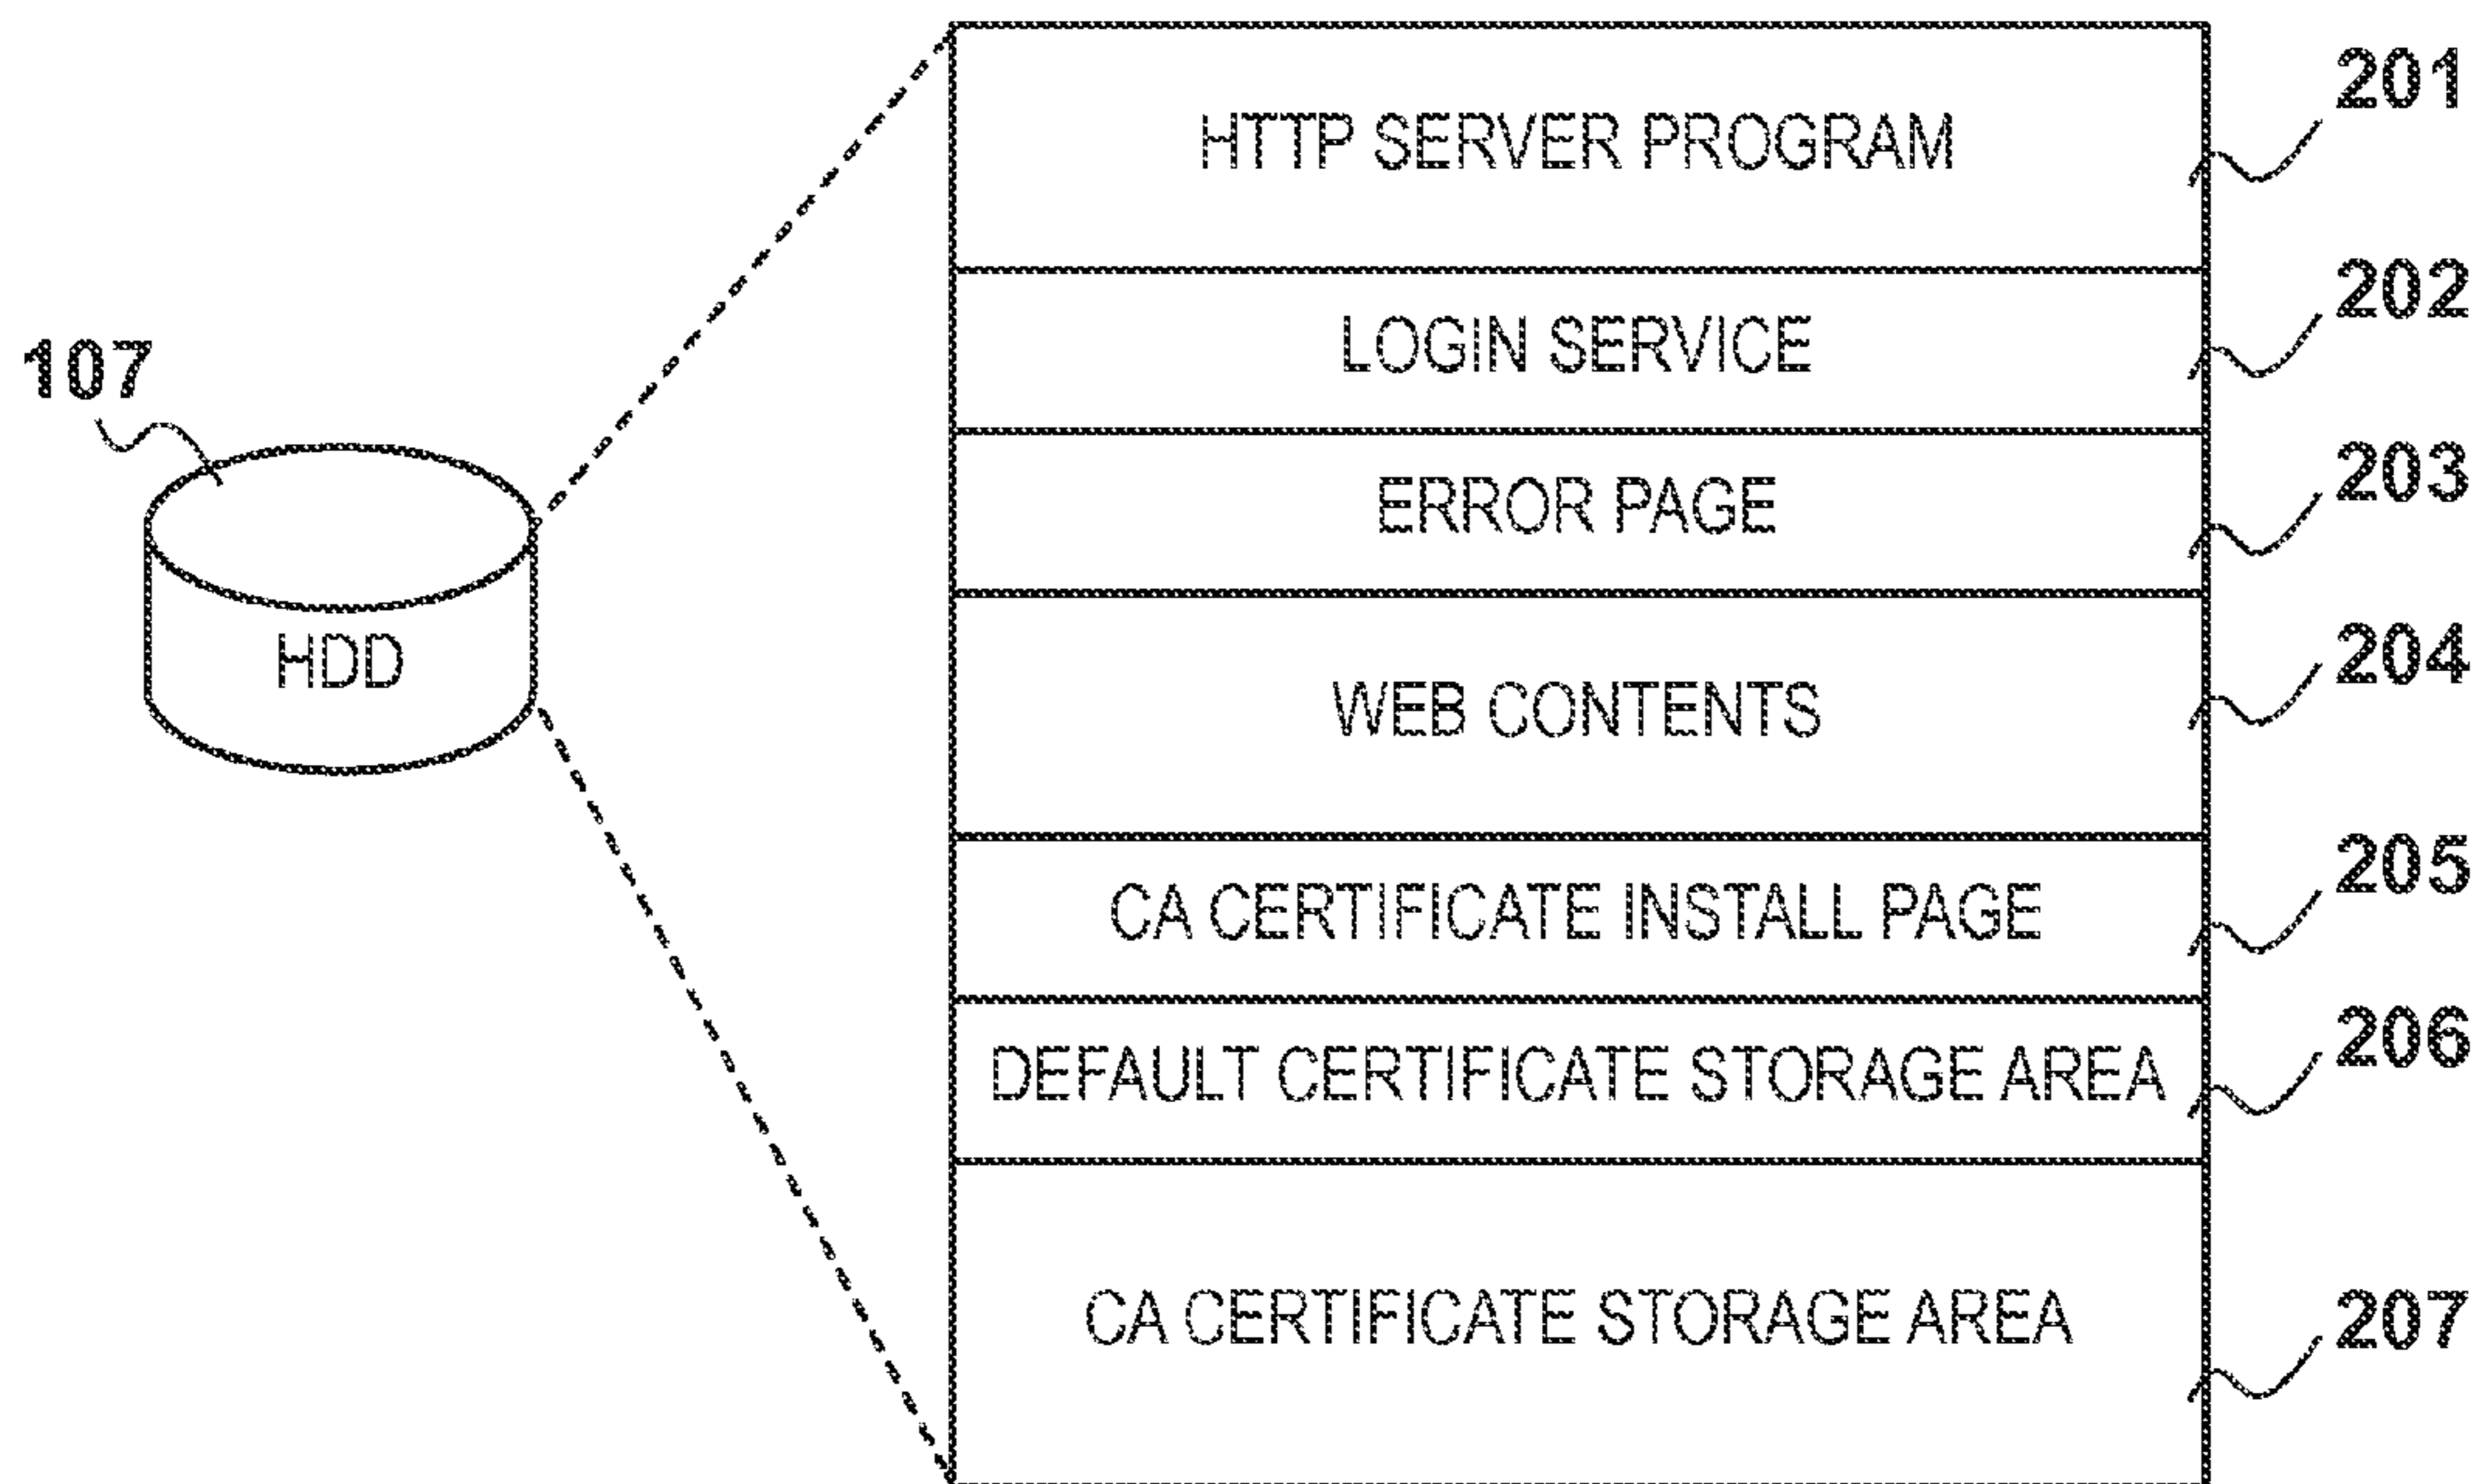 107
HDD
HTTP SERVER PROGRAM
201
LOGIN SERVICE
202
ERROR PAGE
203
WEB CONTENTS
204
CA CERTIFICATE INSTALL PAGE
205
DEFAULT CERTIFICATE STORAGE AREA
206
CA CERTIFICATE STORAGE AREA
207